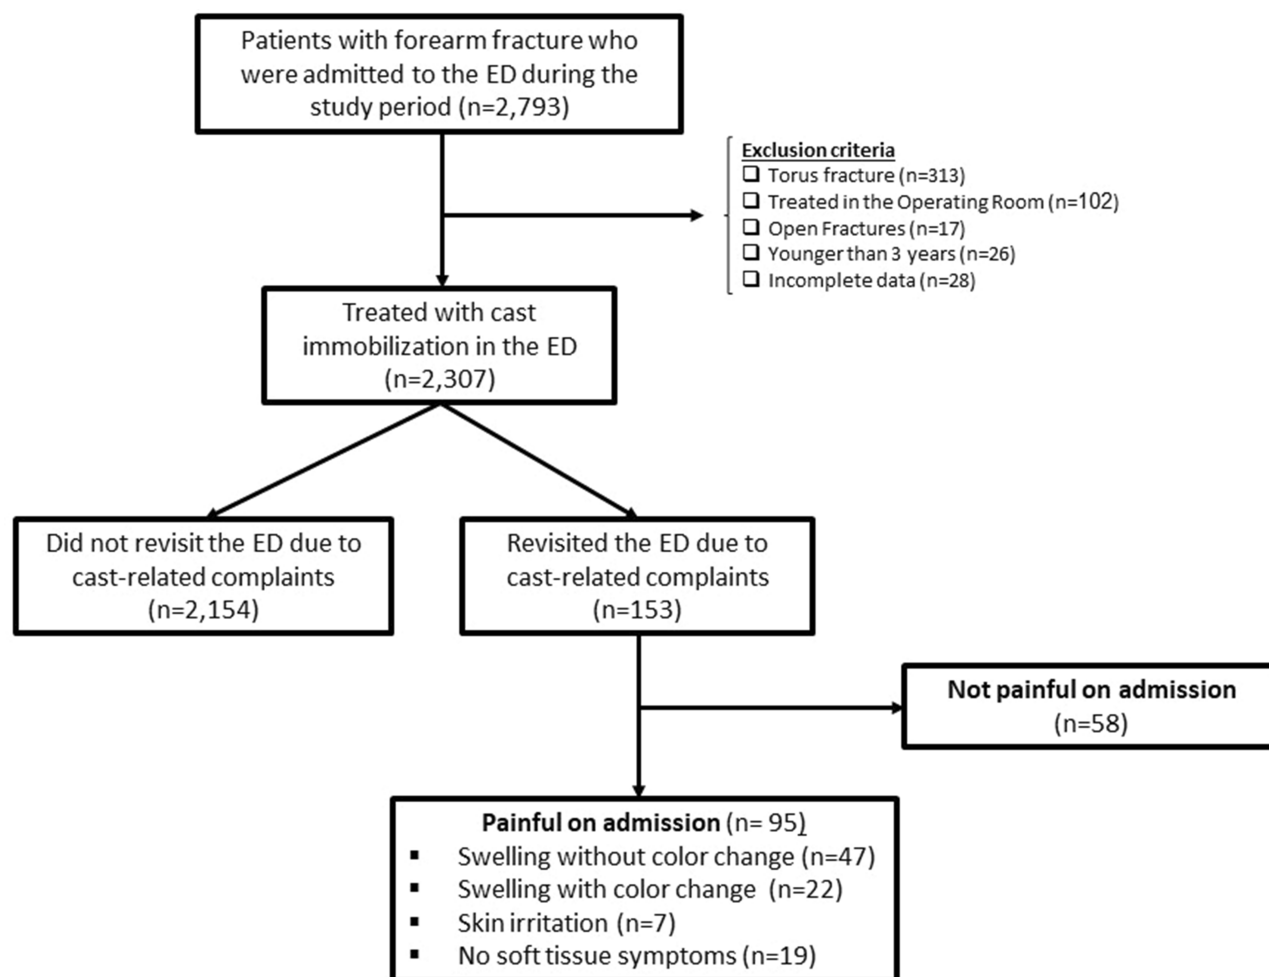 Patients with forearm fracture who
were admitted to the ED during the
study period (n=2,793)
Exclusion criteria
❑ Torus fracture (n=313)
❑ Treated in the Operating Room (n=102)
❑ Open Fractures (n=17)
❑ Younger than 3 years (n=26)
❑ Incomplete data (n=28)
Treated with cast
immobilization in the ED
(n=2,307)
Did not revisit the ED due to
cast-related complaints
(n=2,154)
Revisited the ED due to
cast-related complaints
(n=153)
Not painful on admission
(n=58)
Painful on admission (n= 95)
▪ Swelling without color change (n=47)
▪ Swelling with color change (n=22)
▪ Skin irritation (n=7)
▪ No soft tissue symptoms (n=19)